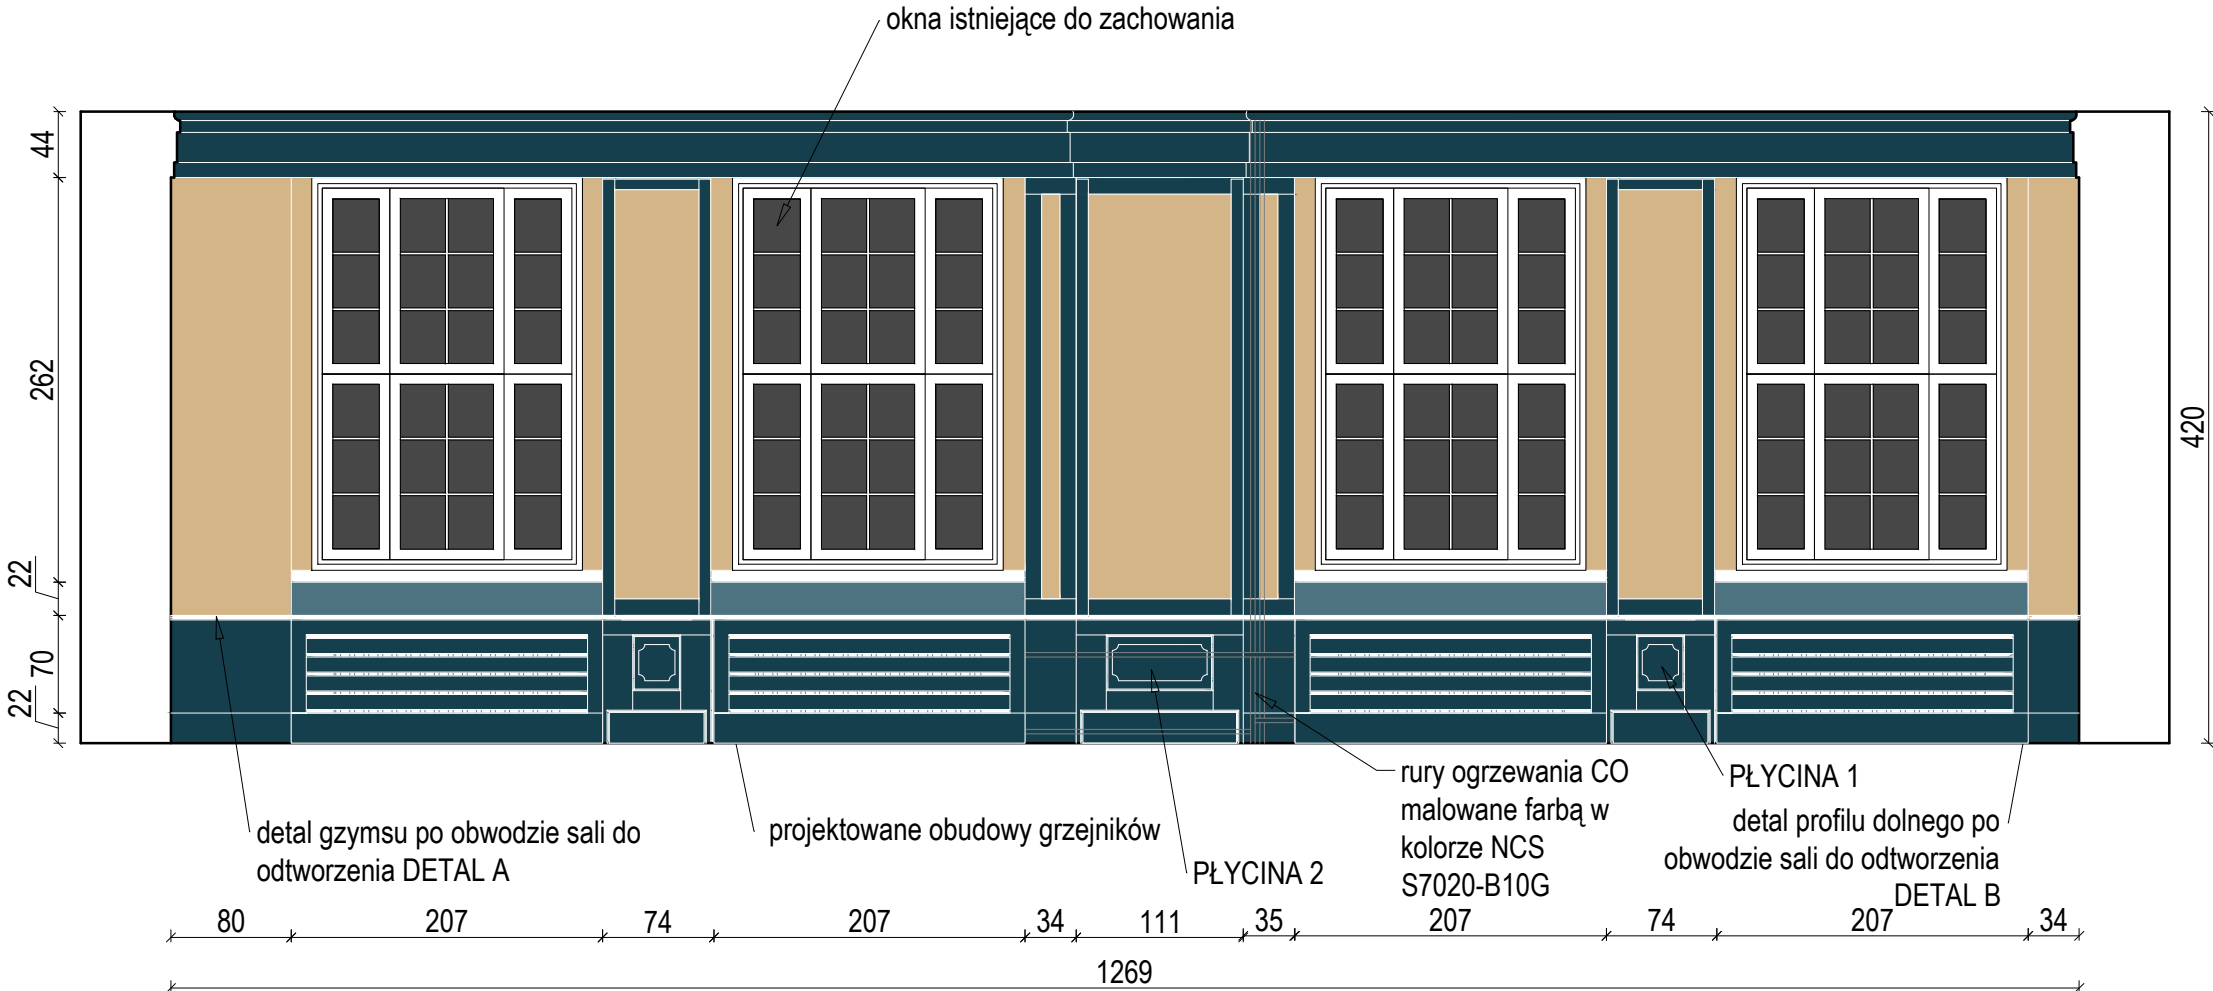 okna istniejące do zachowania
44
262
22
70
22
420
detal gzymsu po obwodzie sali do
odtworzenia DETAL A
projektowane obudowy grzejników
PŁYCINA 2
rury ogrzewania CO
malowane farbą w
kolorze NCS
S7020-B10G
PŁYCINA 1
detal profilu dolnego po
obwodzie sali do odtworzenia
DETAL B
80 207 74 207 34 111 35 207 74 207 34
1269